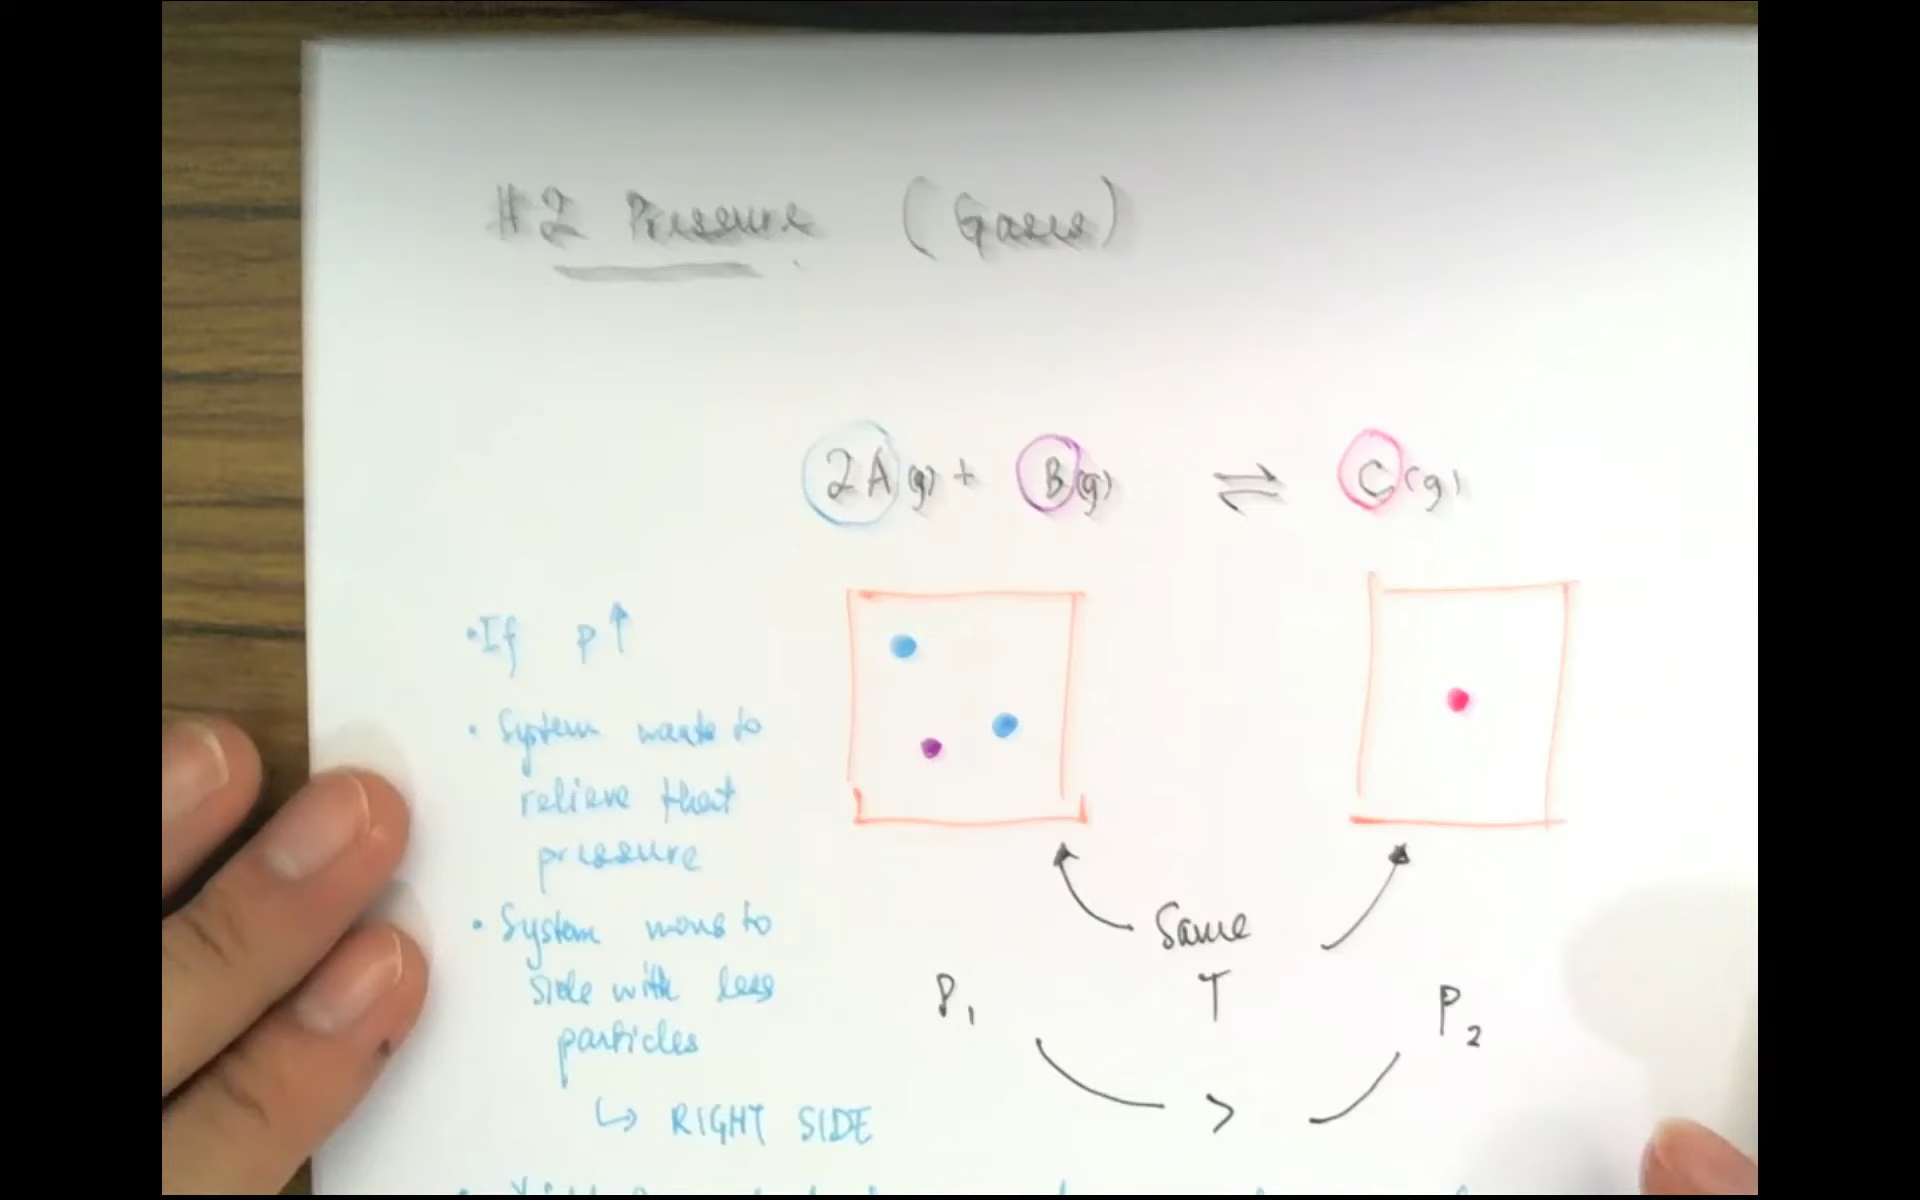 #2 Pressure (Gases)
2A(g) + B(g) ⇌ C(g)
• If p↑
• System wants to
relieve that
pressure
• System moves to
side with less
particles
↳ RIGHT SIDE
Same
T
P₁
P₂
>